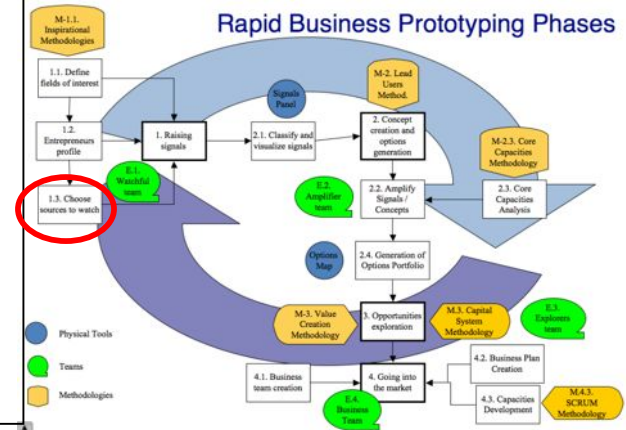 Rapid Business Prototyping Phases
M-1.1.
Inspirational
Methodologies
1.1. Define
fields of interest
1.2.
Entrepreneurs
profile
1.3. Choose
sources to watch
1. Raising
signals
E.1.
Watchful
team
Signals
Panel
2.1. Classify and
visualize signals
M-2. Lead
Users
Method.
2. Concept
creation and
options
generation
M-2.3. Core
Capacities
Methodology
E.2.
Amplifier
team
2.2. Amplify
Signals /
Concepts
2.3. Core
Capacities
Analysis
Options
Map
2.4. Generation of
Options Portfolio
M-3. Value
Creation
Methodology
3. Opportunities
exploration
M.3. Capital
System
Methodology
E.3.
Explorers
team
Physical Tools
Teams
Methodologies
4.1. Business
team creation
4. Going into
the market
E.4.
Business
Team
4.2. Business Plan
Creation
4.3. Capacities
Development
M.4.3.
SCRUM
Methodology